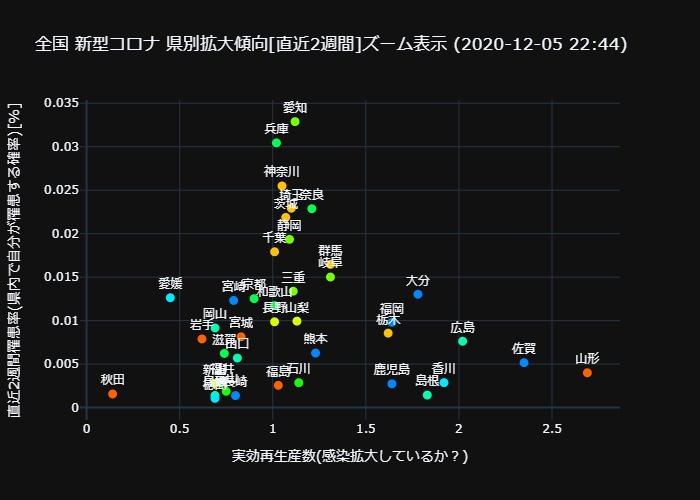 全国 新型コロナ 県別拡大傾向[直近2週間]ズーム表示 (2020-12-05 22:44)
直近2週間罹患率(県内で自分が罹患する確率)[%]
0.035
0.03
0.025
0.02
0.015
0.01
0.005
0
愛知
兵庫
神奈川
埼玉
奈良
茨城
静岡
千葉
群馬
岐阜
三重
大分
愛媛
宮崎
京都
和歌山
福岡
長野
山梨
栃木
岡山
岩手
宮城
広島
滋賀
山口
熊本
佐賀
山形
福島
石川
鹿児島
香川
秋田
島根
0
0.5
1
1.5
2
2.5
実効再生産数(感染拡大しているか？)